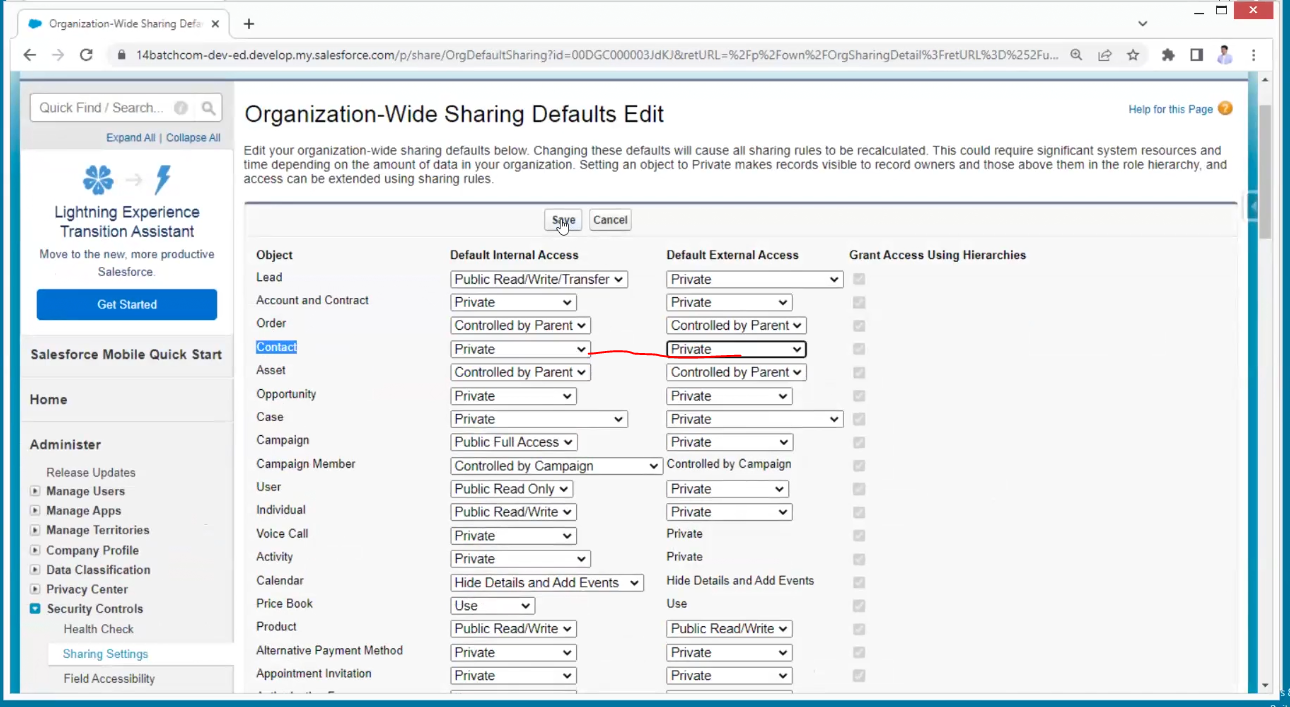 Organization-Wide Sharing Defa
14batchcom-dev-ed.develop.my.salesforce.com/p/share/OrgDefaultSharing?id=00DGC000003JdKJ&retURL=%2Fp%2Fown%2FOrgSharingDetail%3FretURL%3D%252Fu...
Quick Find / Search...
Expand All | Collapse All
Lightning Experience
Transition Assistant
Move to the new, more productive
Salesforce.
Get Started
Salesforce Mobile Quick Start
Home
Administer
Release Updates
Manage Users
Manage Apps
Manage Territories
Company Profile
Data Classification
Privacy Center
Security Controls
Health Check
Sharing Settings
Field Accessibility
Organization-Wide Sharing Defaults Edit
Help for this Page
Edit your organization-wide sharing defaults below. Changing these defaults will cause all sharing rules to be recalculated. This could require significant system resources and
time depending on the amount of data in your organization. Setting an object to Private makes records visible to record owners and those above them in the role hierarchy, and
access can be extended using sharing rules.
Save Cancel
Object Default Internal Access Default External Access Grant Access Using Hierarchies
Lead Public Read/Write/Transfer Private
Account and Contract Private Private
Order Controlled by Parent Controlled by Parent
Contact Private Private
Asset Controlled by Parent Controlled by Parent
Opportunity Private Private
Case Private Private
Campaign Public Full Access Private
Campaign Member Controlled by Campaign Controlled by Campaign
User Public Read Only Private
Individual Public Read/Write Private
Voice Call Private Private
Activity Private Private
Calendar Hide Details and Add Events Hide Details and Add Events
Price Book Use Use
Product Public Read/Write Public Read/Write
Alternative Payment Method Private Private
Appointment Invitation Private Private